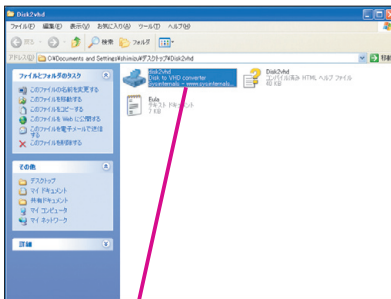 Disk2vhd
ファイル(F) 編集(E) 表示(V) お気に入り(A) ツール(T) ヘルプ(H)
戻る 検索 フォルダ
アドレス(D) C:¥Documents and Settings¥shimizu¥デスクトップ¥Disk2vhd 移動
ファイルとフォルダのタスク
このファイルの名前を変更する
このファイルを移動する
このファイルをコピーする
このファイルを Web に公開する
このファイルを電子メールで送信する
このファイルを削除する
その他
デスクトップ
マイ ドキュメント
共有ドキュメント
マイ コンピュータ
マイ ネットワーク
詳細
disk2vhd
Disk to VHD converter
Sysinternals - www.sysinternals...
Disk2vhd
コンパイル済み HTML ヘルプ ファイル
40 KB
Eula
テキスト ドキュメント
7 KB